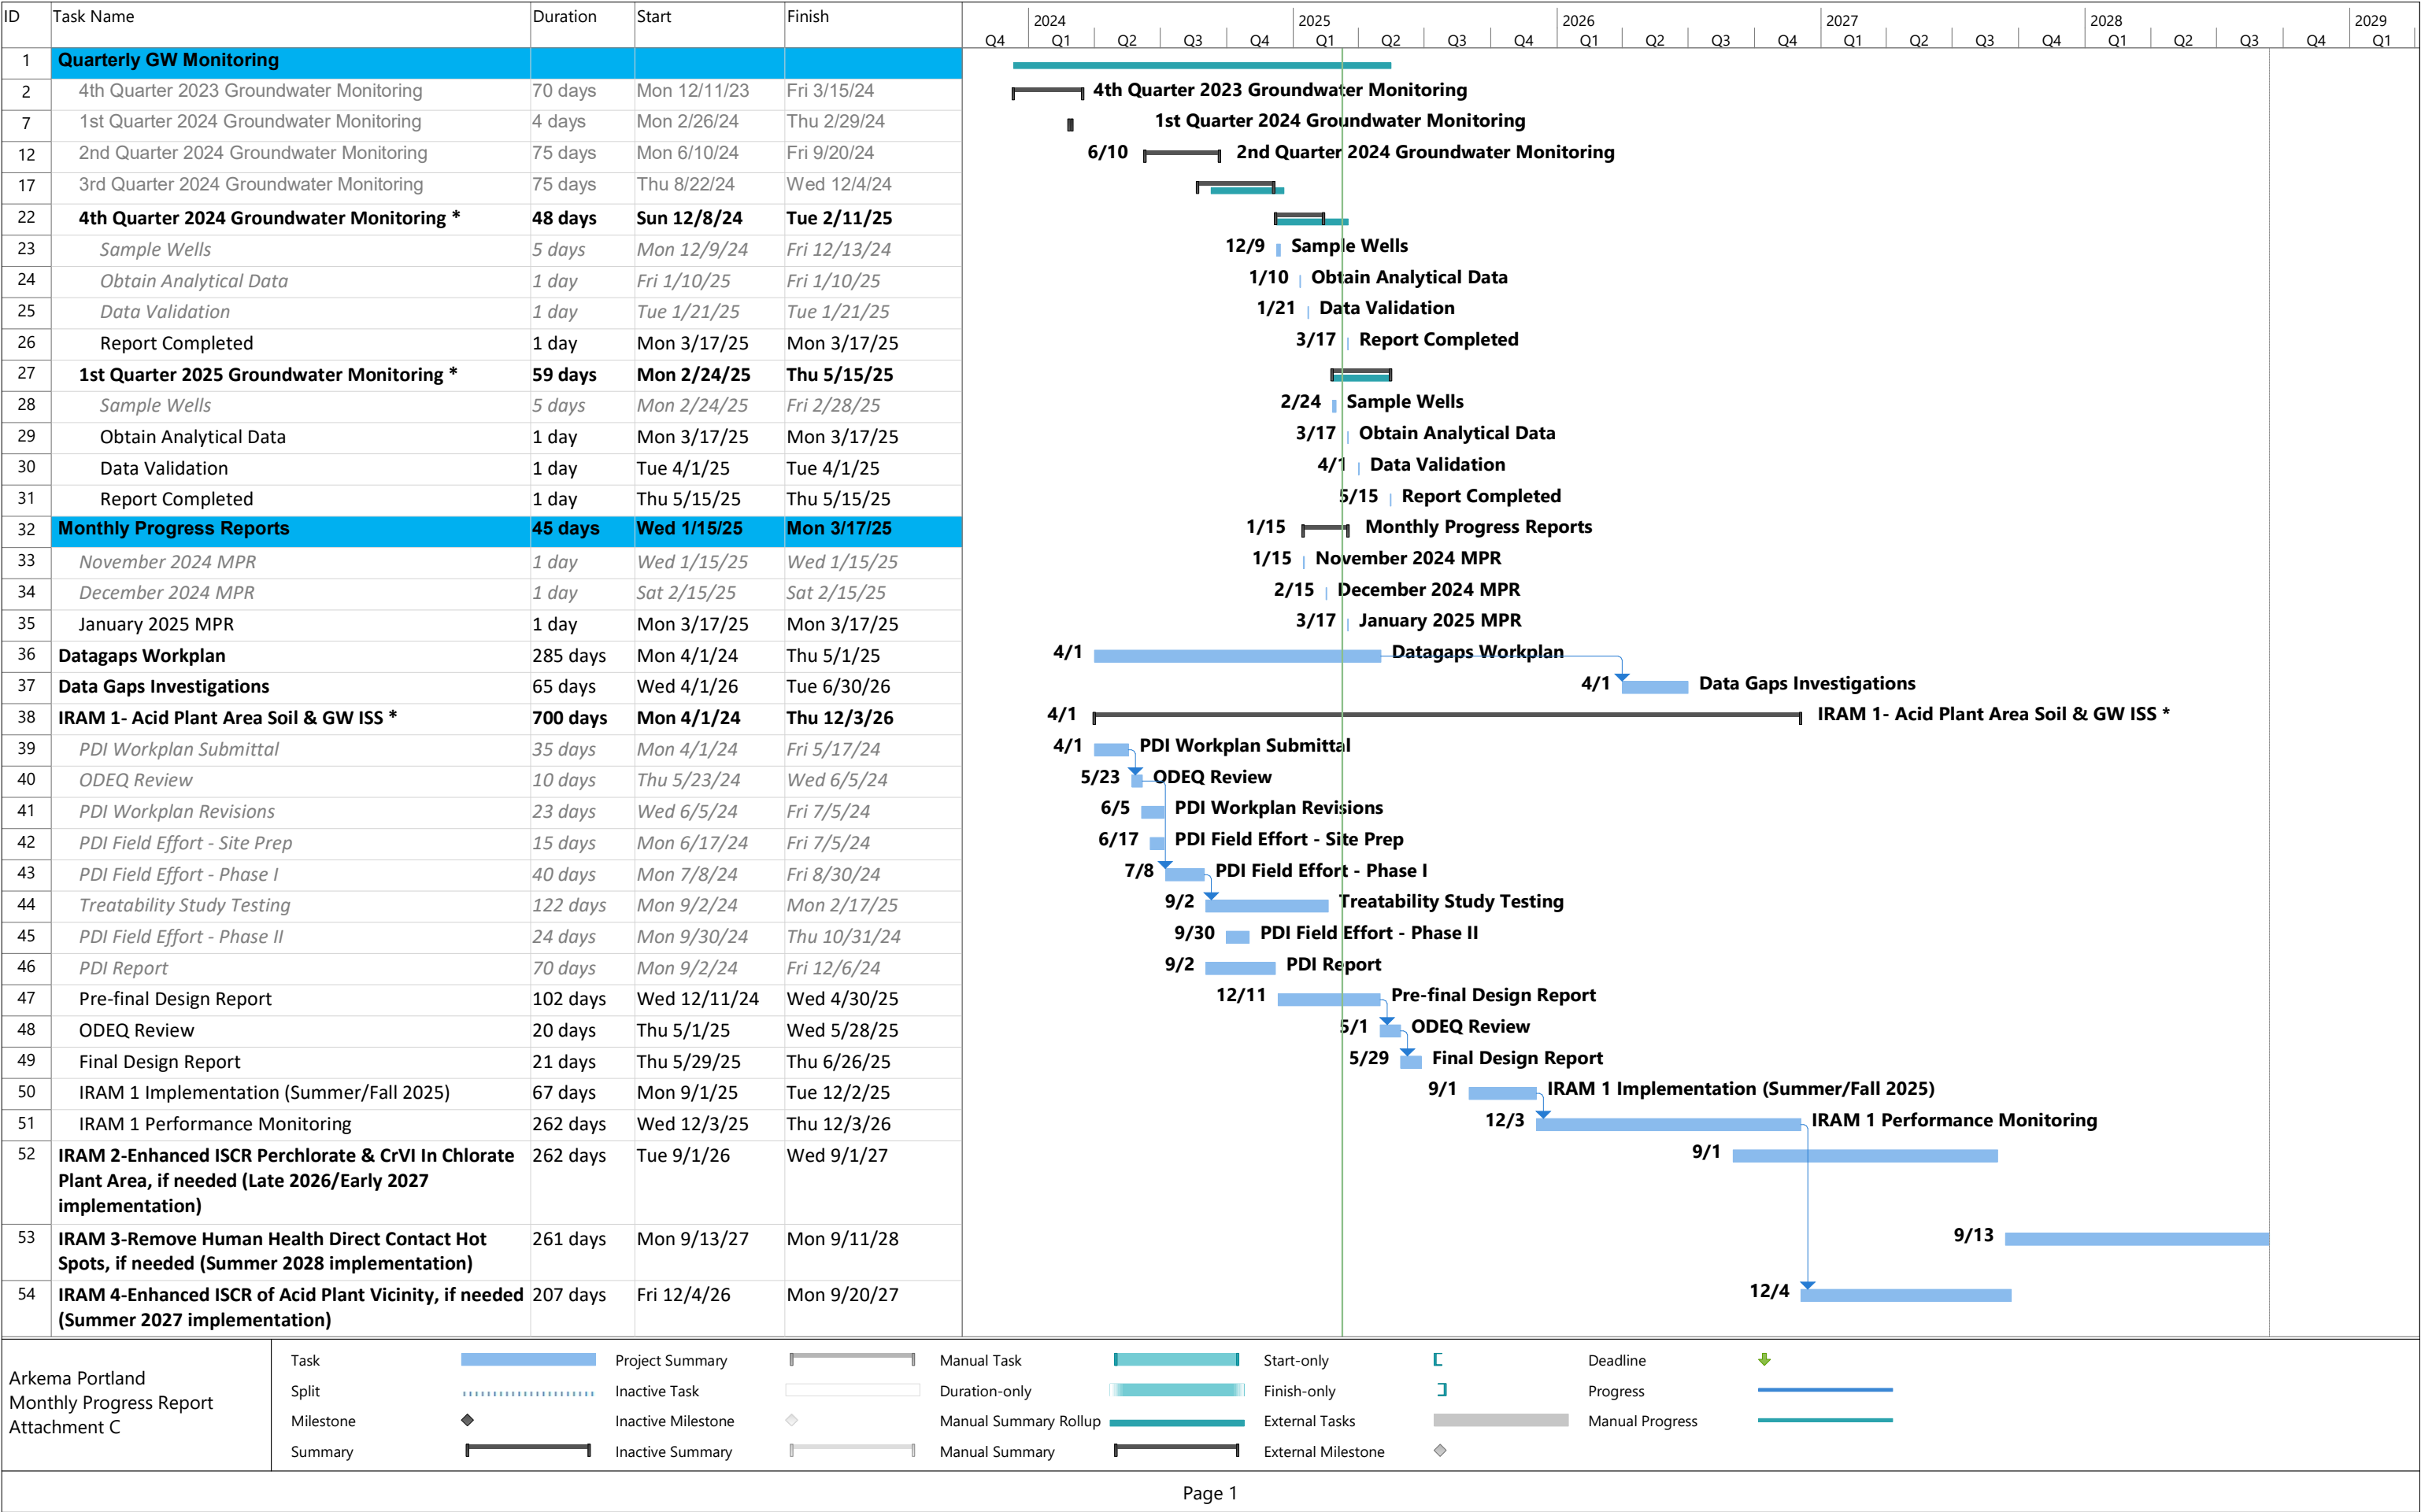 ID Task Name Duration Start Finish 2024 2025 2026 2027 2028 2029
Q4 Q1 Q2 Q3 Q4 Q1 Q2 Q3 Q4 Q1 Q2 Q3 Q4 Q1 Q2 Q3 Q4 Q1 Q2 Q3 Q4 Q1
1 Quarterly GW Monitoring
2 4th Quarter 2023 Groundwater Monitoring 70 days Mon 12/11/23 Fri 3/15/24 4th Quarter 2023 Groundwater Monitoring
7 1st Quarter 2024 Groundwater Monitoring 4 days Mon 2/26/24 Thu 2/29/24 1st Quarter 2024 Groundwater Monitoring
12 2nd Quarter 2024 Groundwater Monitoring 75 days Mon 6/10/24 Fri 9/20/24 6/10 2nd Quarter 2024 Groundwater Monitoring
17 3rd Quarter 2024 Groundwater Monitoring 75 days Thu 8/22/24 Wed 12/4/24
22 4th Quarter 2024 Groundwater Monitoring * 48 days Sun 12/8/24 Tue 2/11/25
23 Sample Wells 5 days Mon 12/9/24 Fri 12/13/24 12/9 Sample Wells
24 Obtain Analytical Data 1 day Fri 1/10/25 Fri 1/10/25 1/10 Obtain Analytical Data
25 Data Validation 1 day Tue 1/21/25 Tue 1/21/25 1/21 Data Validation
26 Report Completed 1 day Mon 3/17/25 Mon 3/17/25 3/17 Report Completed
27 1st Quarter 2025 Groundwater Monitoring * 59 days Mon 2/24/25 Thu 5/15/25
28 Sample Wells 5 days Mon 2/24/25 Fri 2/28/25 2/24 Sample Wells
29 Obtain Analytical Data 1 day Mon 3/17/25 Mon 3/17/25 3/17 Obtain Analytical Data
30 Data Validation 1 day Tue 4/1/25 Tue 4/1/25 4/1 Data Validation
31 Report Completed 1 day Thu 5/15/25 Thu 5/15/25 5/15 Report Completed
32 Monthly Progress Reports 45 days Wed 1/15/25 Mon 3/17/25 1/15 Monthly Progress Reports
33 November 2024 MPR 1 day Wed 1/15/25 Wed 1/15/25 1/15 November 2024 MPR
34 December 2024 MPR 1 day Sat 2/15/25 Sat 2/15/25 2/15 December 2024 MPR
35 January 2025 MPR 1 day Mon 3/17/25 Mon 3/17/25 3/17 January 2025 MPR
36 Datagaps Workplan 285 days Mon 4/1/24 Thu 5/1/25 4/1 Datagaps Workplan
37 Data Gaps Investigations 65 days Wed 4/1/26 Tue 6/30/26 4/1 Data Gaps Investigations
38 IRAM 1- Acid Plant Area Soil & GW ISS * 700 days Mon 4/1/24 Thu 12/3/26 4/1 IRAM 1- Acid Plant Area Soil & GW ISS *
39 PDI Workplan Submittal 35 days Mon 4/1/24 Fri 5/17/24 4/1 PDI Workplan Submittal
40 ODEQ Review 10 days Thu 5/23/24 Wed 6/5/24 5/23 ODEQ Review
41 PDI Workplan Revisions 23 days Wed 6/5/24 Fri 7/5/24 6/5 PDI Workplan Revisions
42 PDI Field Effort - Site Prep 15 days Mon 6/17/24 Fri 7/5/24 6/17 PDI Field Effort - Site Prep
43 PDI Field Effort - Phase I 40 days Mon 7/8/24 Fri 8/30/24 7/8 PDI Field Effort - Phase I
44 Treatability Study Testing 122 days Mon 9/2/24 Mon 2/17/25 9/2 Treatability Study Testing
45 PDI Field Effort - Phase II 24 days Mon 9/30/24 Thu 10/31/24 9/30 PDI Field Effort - Phase II
46 PDI Report 70 days Mon 9/2/24 Fri 12/6/24 9/2 PDI Report
47 Pre-final Design Report 102 days Wed 12/11/24 Wed 4/30/25 12/11 Pre-final Design Report
48 ODEQ Review 20 days Thu 5/1/25 Wed 5/28/25 5/1 ODEQ Review
49 Final Design Report 21 days Thu 5/29/25 Thu 6/26/25 5/29 Final Design Report
50 IRAM 1 Implementation (Summer/Fall 2025) 67 days Mon 9/1/25 Tue 12/2/25 9/1 IRAM 1 Implementation (Summer/Fall 2025)
51 IRAM 1 Performance Monitoring 262 days Wed 12/3/25 Thu 12/3/26 12/3 IRAM 1 Performance Monitoring
52 IRAM 2-Enhanced ISCR Perchlorate & CrVI In Chlorate 262 days Tue 9/1/26 Wed 9/1/27 9/1
Plant Area, if needed (Late 2026/Early 2027
implementation)
53 IRAM 3-Remove Human Health Direct Contact Hot 261 days Mon 9/13/27 Mon 9/11/28 9/13
Spots, if needed (Summer 2028 implementation)
54 IRAM 4-Enhanced ISCR of Acid Plant Vicinity, if needed 207 days Fri 12/4/26 Mon 9/20/27 12/4
(Summer 2027 implementation)
Arkema Portland
Monthly Progress Report
Attachment C
Task Project Summary Manual Task Start-only Deadline
Split Inactive Task Duration-only Finish-only Progress
Milestone Inactive Milestone Manual Summary Rollup External Tasks Manual Progress
Summary Inactive Summary Manual Summary External Milestone
Page 1